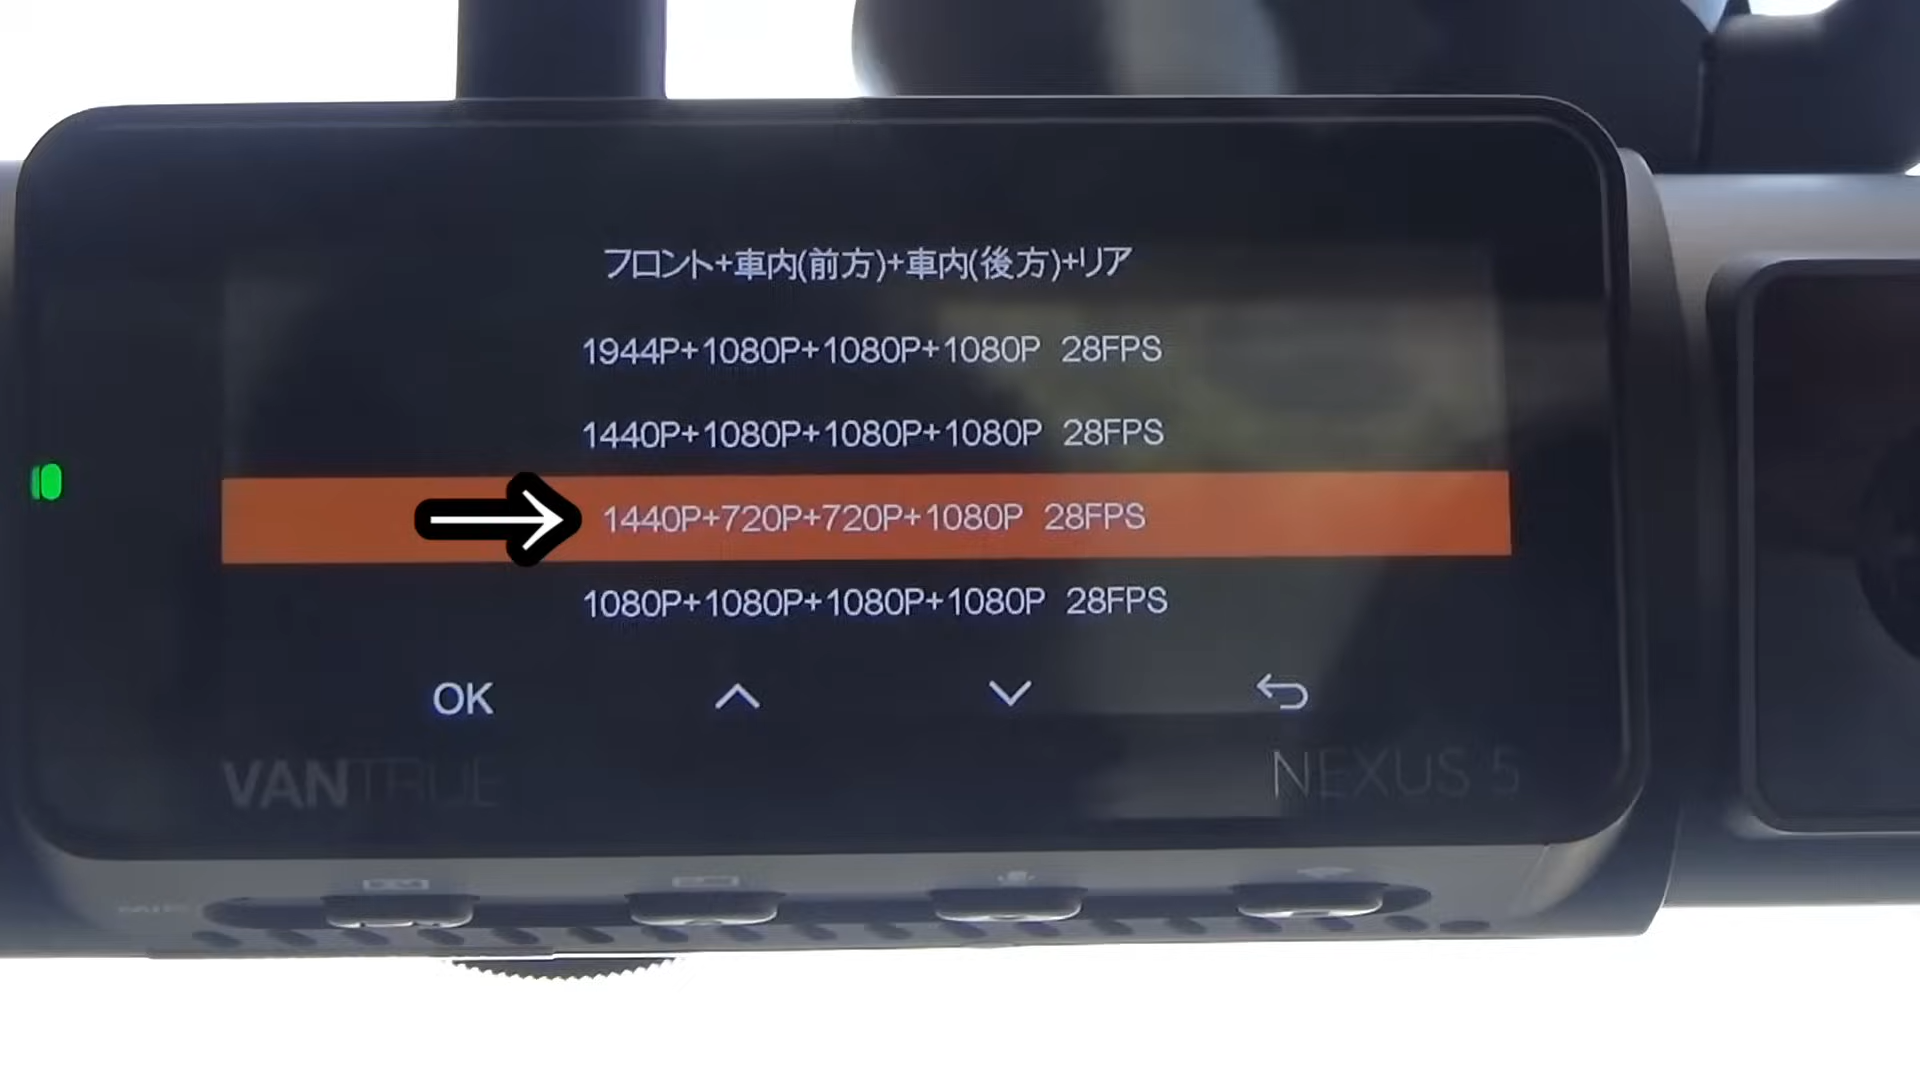 フロント+車内(前方)+車内(後方)+リア
1944P+1080P+1080P+1080P 28FPS
1440P+1080P+1080P+1080P 28FPS
1440P+720P+720P+1080P 28FPS
1080P+1080P+1080P+1080P 28FPS
OK
VANTRUE
NEXUS 5